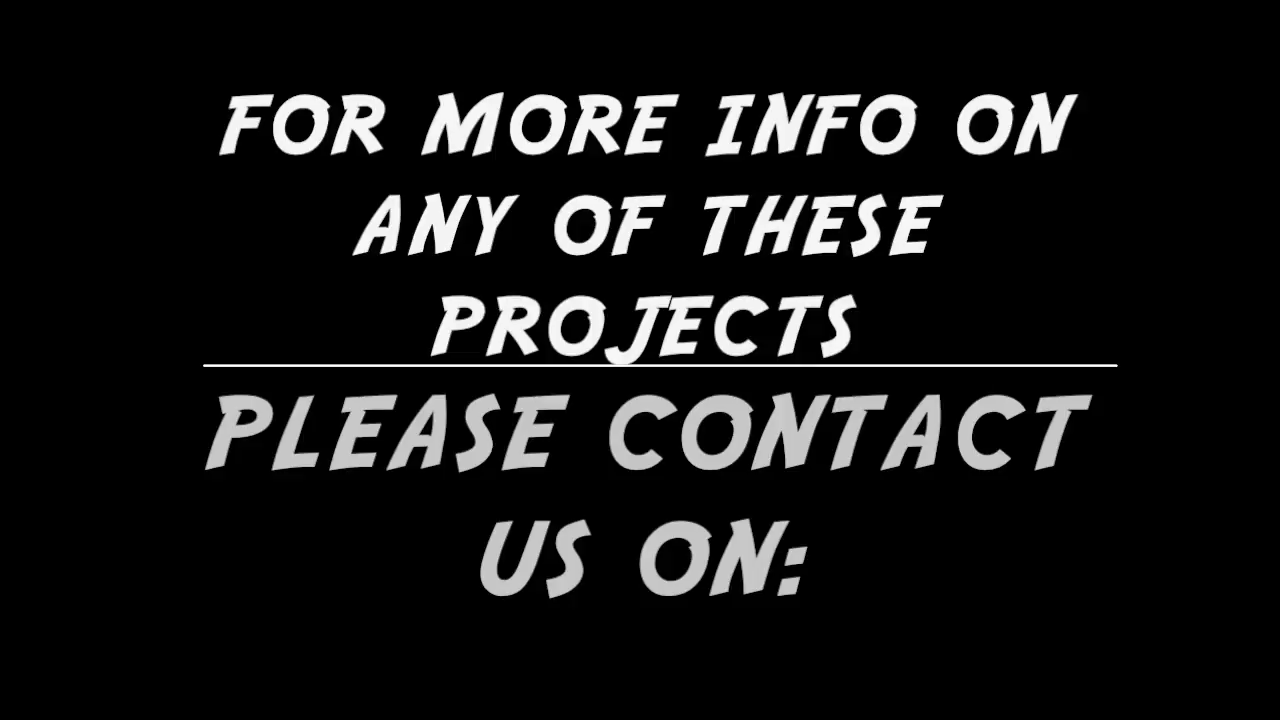 FOR MORE INFO ON
ANY OF THESE
PROJECTS
PLEASE CONTACT
US ON: